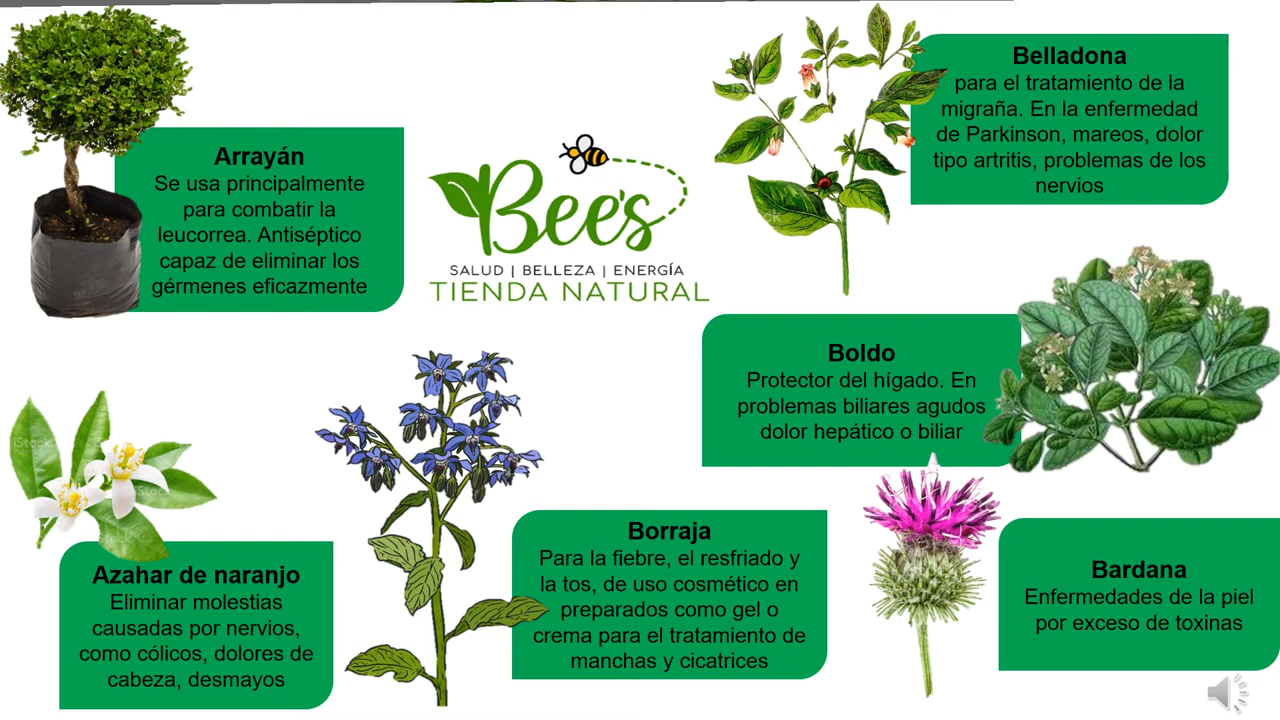 Arrayán
Se usa principalmente
para combatir la
leucorrea. Antiséptico
capaz de eliminar los
gérmenes eficazmente
Bee's
SALUD | BELLEZA | ENERGÍA
TIENDA NATURAL
Belladona
para el tratamiento de la
migraña. En la enfermedad
de Parkinson, mareos, dolor
tipo artritis, problemas de los
nervios
Boldo
Protector del hígado. En
problemas biliares agudos
dolor hepático o biliar
Azahar de naranjo
Eliminar molestias
causadas por nervios,
como cólicos, dolores de
cabeza, desmayos
Borraja
Para la fiebre, el resfriado y
la tos, de uso cosmético en
preparados como gel o
crema para el tratamiento de
manchas y cicatrices
Bardana
Enfermedades de la piel
por exceso de toxinas
iStock
iStock